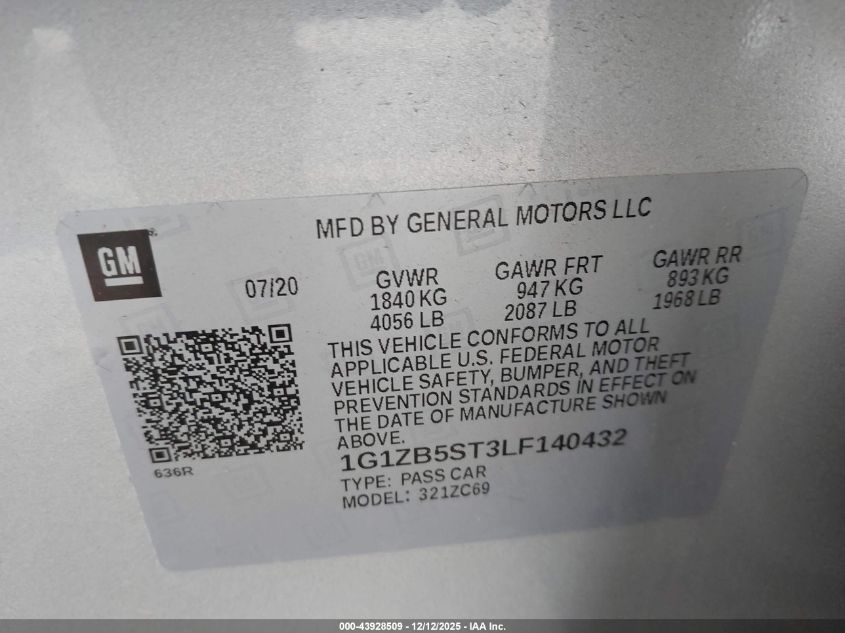 MFD BY GENERAL MOTORS LLC
GM
07/20
GVWR
1840 KG
4056 LB
GAWR FRT
947 KG
2087 LB
GAWR RR
893 KG
1968 LB
THIS VEHICLE CONFORMS TO ALL
APPLICABLE U.S. FEDERAL MOTOR
VEHICLE SAFETY, BUMPER, AND THEFT
PREVENTION STANDARDS IN EFFECT ON
THE DATE OF MANUFACTURE SHOWN
ABOVE.
636R
1G1ZB5ST3LF140432
TYPE: PASS CAR
MODEL: 321ZC69
000-43928509 - 12/12/2025 - IAA Inc.